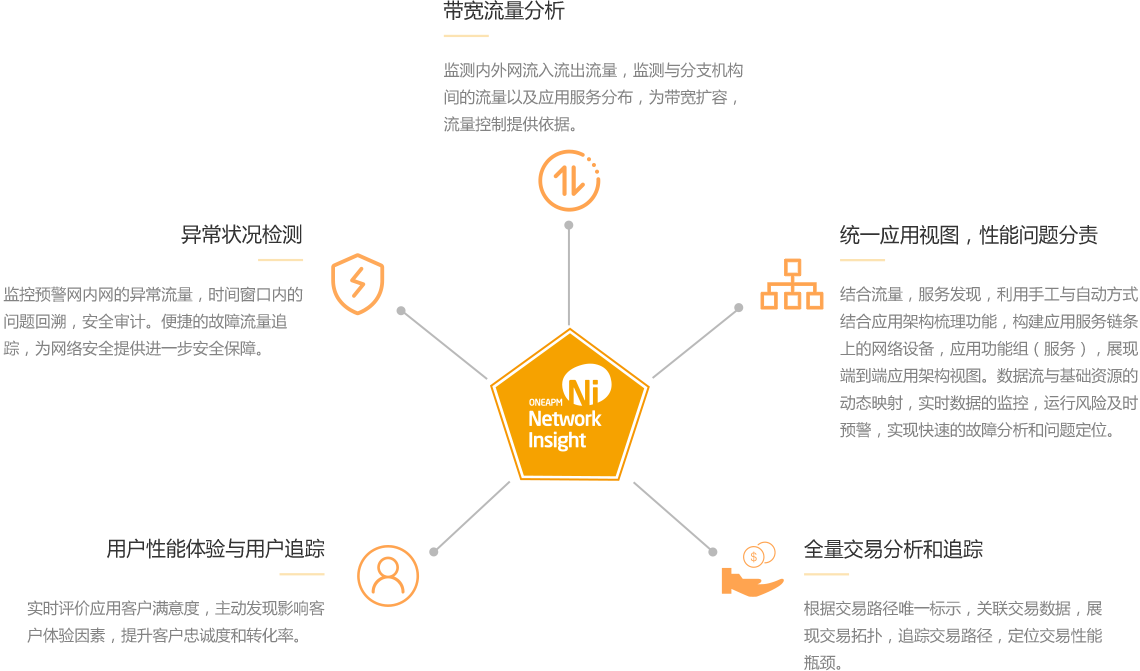 带宽流量分析
监测内外网流入流出流量，监测与分支机构
间的流量以及应用服务分布，为带宽扩容，
流量控制提供依据。
异常状况检测
监控预警网内网的异常流量，时间窗口内的
问题回溯，安全审计。便捷的故障流量追
踪，为网络安全提供进一步安全保障。
统一应用视图，性能问题分责
结合流量，服务发现，利用手工与自动方式
结合应用架构梳理功能，构建应用服务链条
上的网络设备，应用功能组（服务），展现
端到端应用架构视图。数据流与基础资源的
动态映射，实时数据的监控，运行风险及时
预警，实现快速的故障分析和问题定位。
Ni
ONEAPM
Network
Insight
用户性能体验与用户追踪
实时评价应用客户满意度，主动发现影响客
户体验因素，提升客户忠诚度和转化率。
$
全量交易分析和追踪
根据交易路径唯一标示，关联交易数据，展
现交易拓扑，追踪交易路径，定位交易性能
瓶颈。